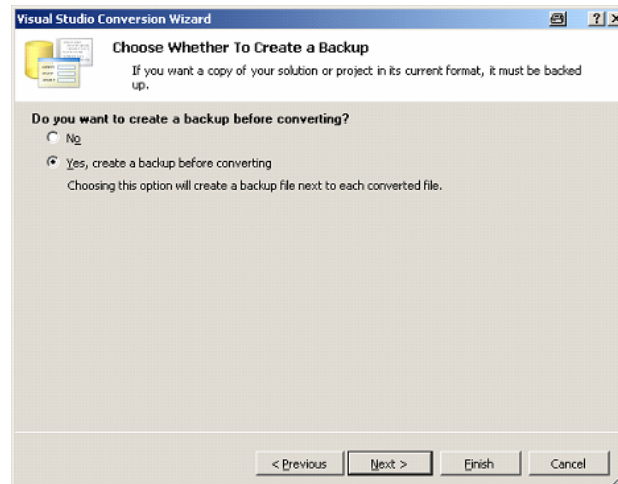 Visual Studio Conversion Wizard
Choose Whether To Create a Backup
If you want a copy of your solution or project in its current format, it must be backed
up.
Do you want to create a backup before converting?
No
Yes, create a backup before converting
Choosing this option will create a backup file next to each converted file.
< Previous Next > Finish Cancel